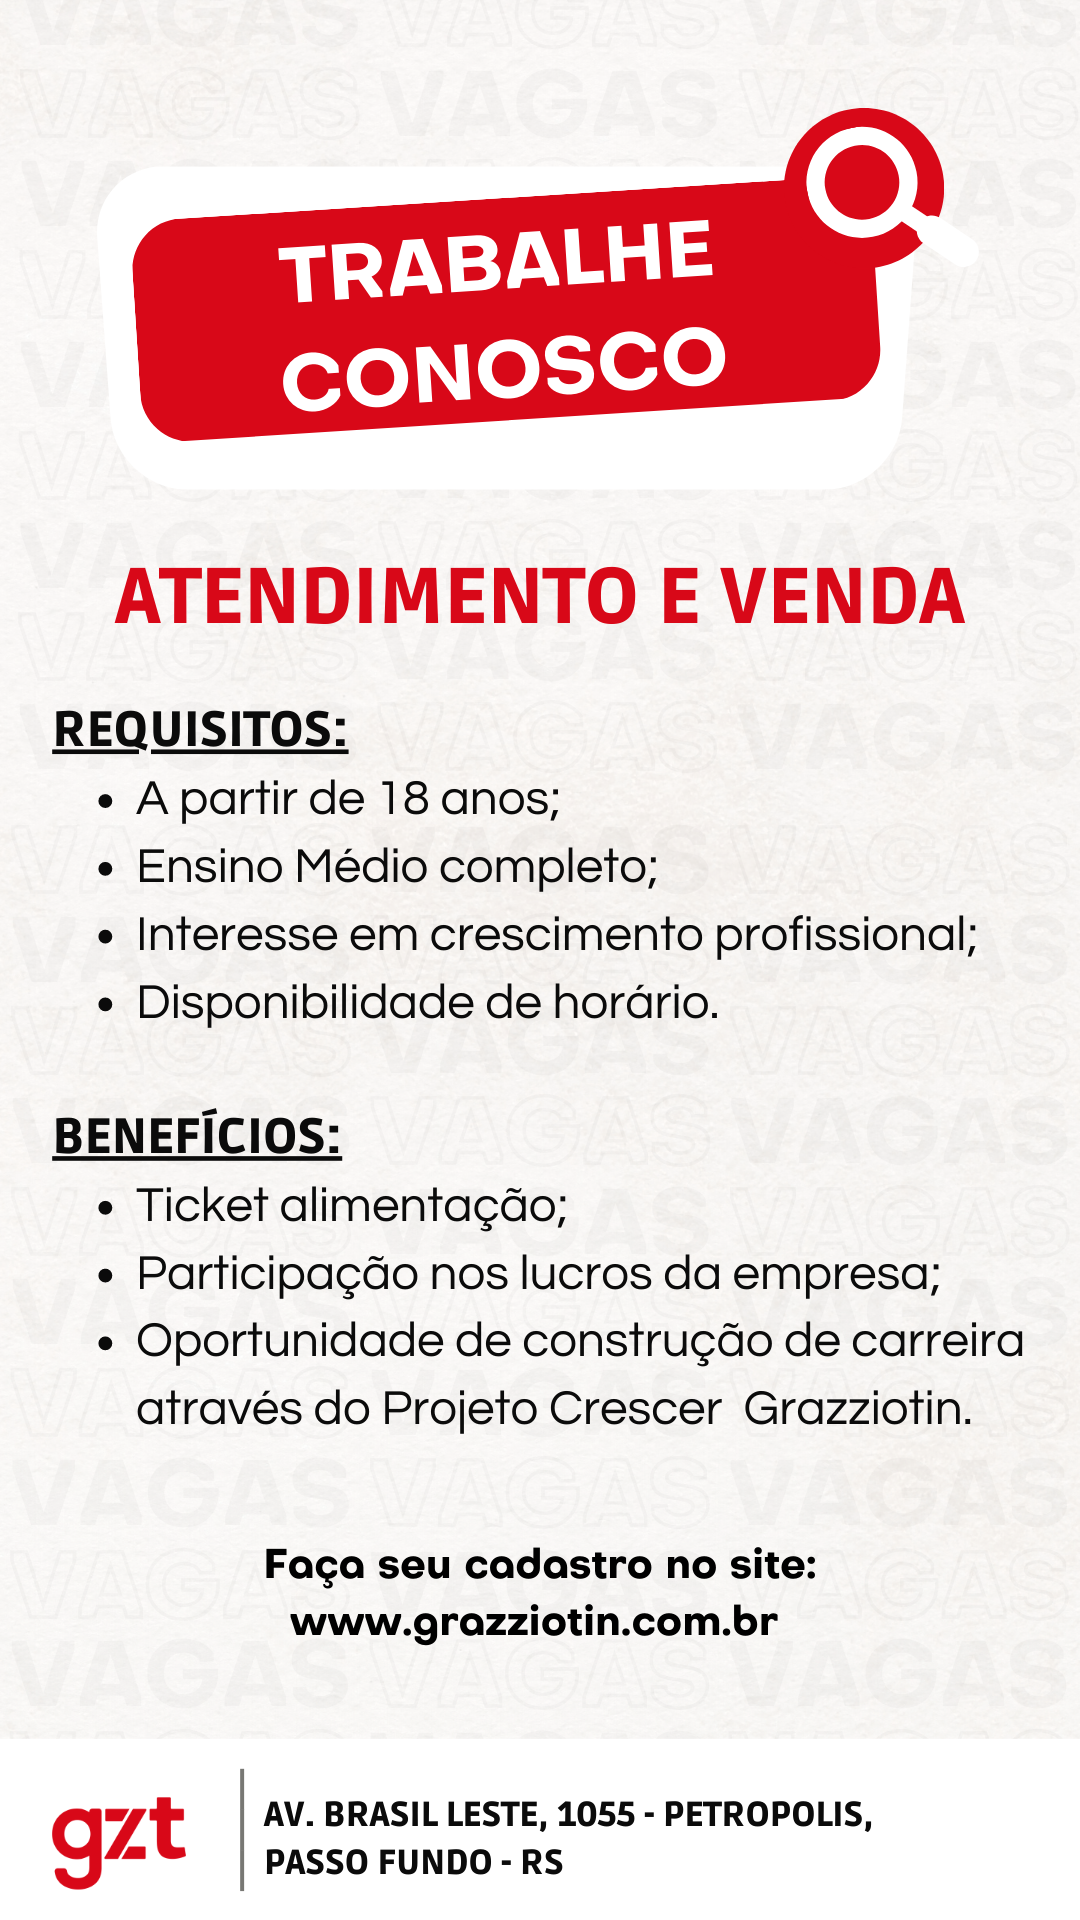 TRABALHE
CONOSCO
ATENDIMENTO E VENDA
REQUISITOS:
• A partir de 18 anos;
• Ensino Médio completo;
• Interesse em crescimento profissional;
• Disponibilidade de horário.
BENEFÍCIOS:
• Ticket alimentação;
• Participação nos lucros da empresa;
• Oportunidade de construção de carreira
através do Projeto Crescer Grazziotin.
Faça seu cadastro no site:
www.grazziotin.com.br
gzt
AV. BRASIL LESTE, 1055 - PETROPOLIS,
PASSO FUNDO - RS